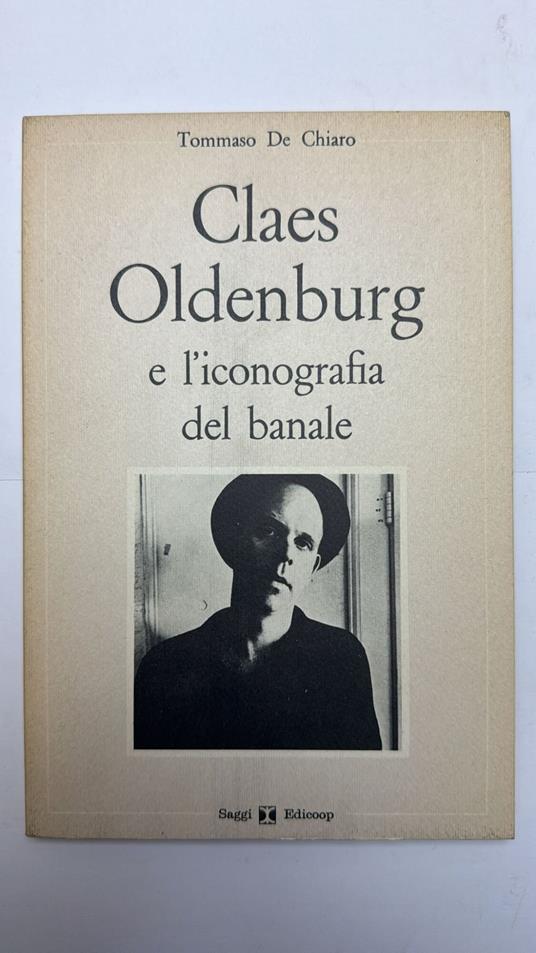 Tommaso De Chiaro
Claes
Oldenburg
e l'iconografia
del banale
Saggi Edicoop